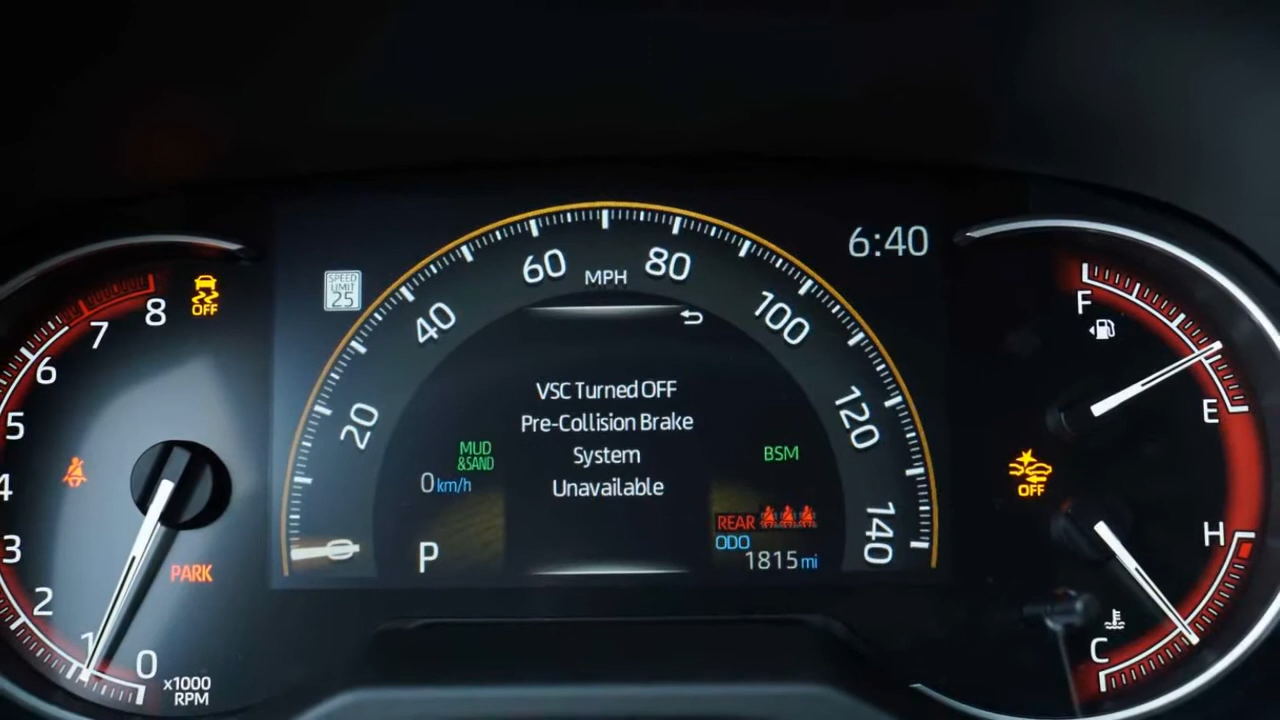 8
7
6
5
4
3
2
1
0
x1000
RPM
OFF
PARK
SPEED
LIMIT
25
20
40
60
MPH
80
100
120
140
6:40
VSC Turned OFF
Pre-Collision Brake
System
Unavailable
MUD
&SAND
0 km/h
P
BSM
REAR
ODO
1815 mi
F
E
OFF
H
C